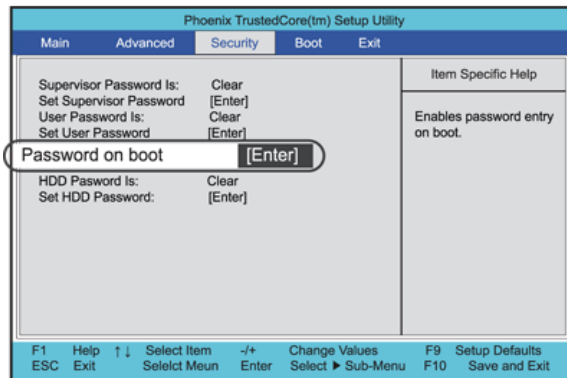 Phoenix TrustedCore(tm) Setup Utility
Main Advanced Security Boot Exit
Supervisor Password Is: Clear
Set Supervisor Password [Enter]
User Password Is: Clear
Set User Password [Enter]
Password on boot [Enter]
HDD Pasword Is: Clear
Set HDD Password: [Enter]
Item Specific Help
Enables password entry
on boot.
F1 Help ↑↓ Select Item -/+ Change Values F9 Setup Defaults
ESC Exit Selelct Meun Enter Select ▶ Sub-Menu F10 Save and Exit